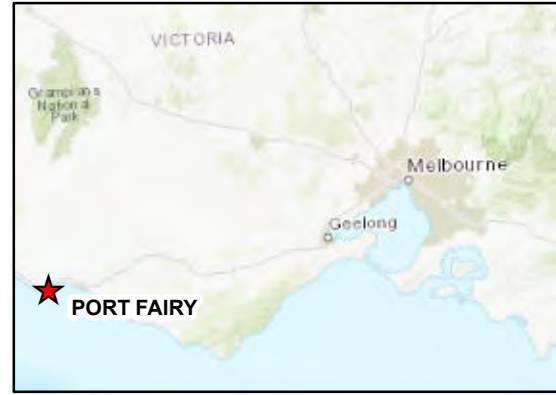 VICTORIA
Grampians
National
Park
Melbourne
Geelong
PORT FAIRY